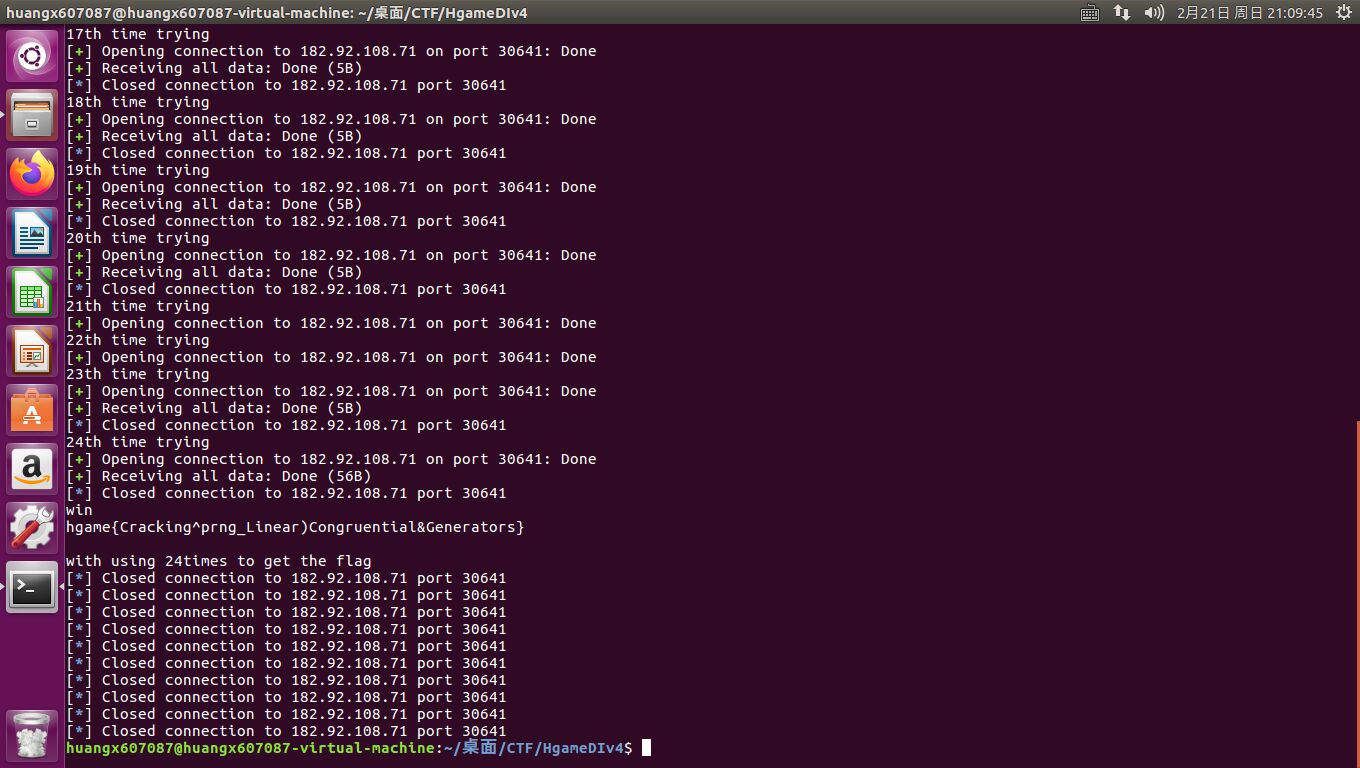 huangx607087@huangx607087-virtual-machine: ~/桌面/CTF/HgameDIv4
2月21日 周日 21:09:45
17th time trying
[+] Opening connection to 182.92.108.71 on port 30641: Done
[+] Receiving all data: Done (5B)
[*] Closed connection to 182.92.108.71 port 30641
18th time trying
[+] Opening connection to 182.92.108.71 on port 30641: Done
[+] Receiving all data: Done (5B)
[*] Closed connection to 182.92.108.71 port 30641
19th time trying
[+] Opening connection to 182.92.108.71 on port 30641: Done
[+] Receiving all data: Done (5B)
[*] Closed connection to 182.92.108.71 port 30641
20th time trying
[+] Opening connection to 182.92.108.71 on port 30641: Done
[+] Receiving all data: Done (5B)
[*] Closed connection to 182.92.108.71 port 30641
21th time trying
[+] Opening connection to 182.92.108.71 on port 30641: Done
22th time trying
[+] Opening connection to 182.92.108.71 on port 30641: Done
23th time trying
[+] Opening connection to 182.92.108.71 on port 30641: Done
[+] Receiving all data: Done (5B)
[*] Closed connection to 182.92.108.71 port 30641
24th time trying
[+] Opening connection to 182.92.108.71 on port 30641: Done
[+] Receiving all data: Done (56B)
[*] Closed connection to 182.92.108.71 port 30641
win
hgame{Cracking^prng_Linear)Congruential&Generators}
with using 24times to get the flag
[*] Closed connection to 182.92.108.71 port 30641
[*] Closed connection to 182.92.108.71 port 30641
[*] Closed connection to 182.92.108.71 port 30641
[*] Closed connection to 182.92.108.71 port 30641
[*] Closed connection to 182.92.108.71 port 30641
[*] Closed connection to 182.92.108.71 port 30641
[*] Closed connection to 182.92.108.71 port 30641
[*] Closed connection to 182.92.108.71 port 30641
[*] Closed connection to 182.92.108.71 port 30641
[*] Closed connection to 182.92.108.71 port 30641
huangx607087@huangx607087-virtual-machine:~/桌面/CTF/HgameDIv4$